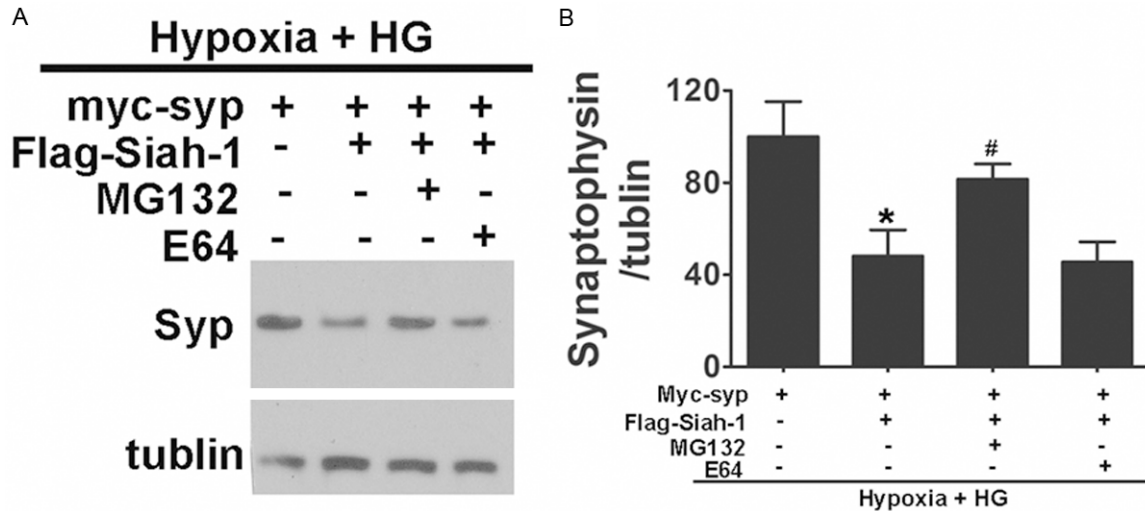 A
Hypoxia + HG
myc-syp + + + +
Flag-Siah-1 - + + +
MG132 - - + -
E64 - - - +
Syp
tublin
B
Synaptophysin
/tublin
120
80
40
0
*
#
Myc-syp + + + +
Flag-Siah-1 - + + +
MG132 - - + -
E64 - - - +
Hypoxia + HG